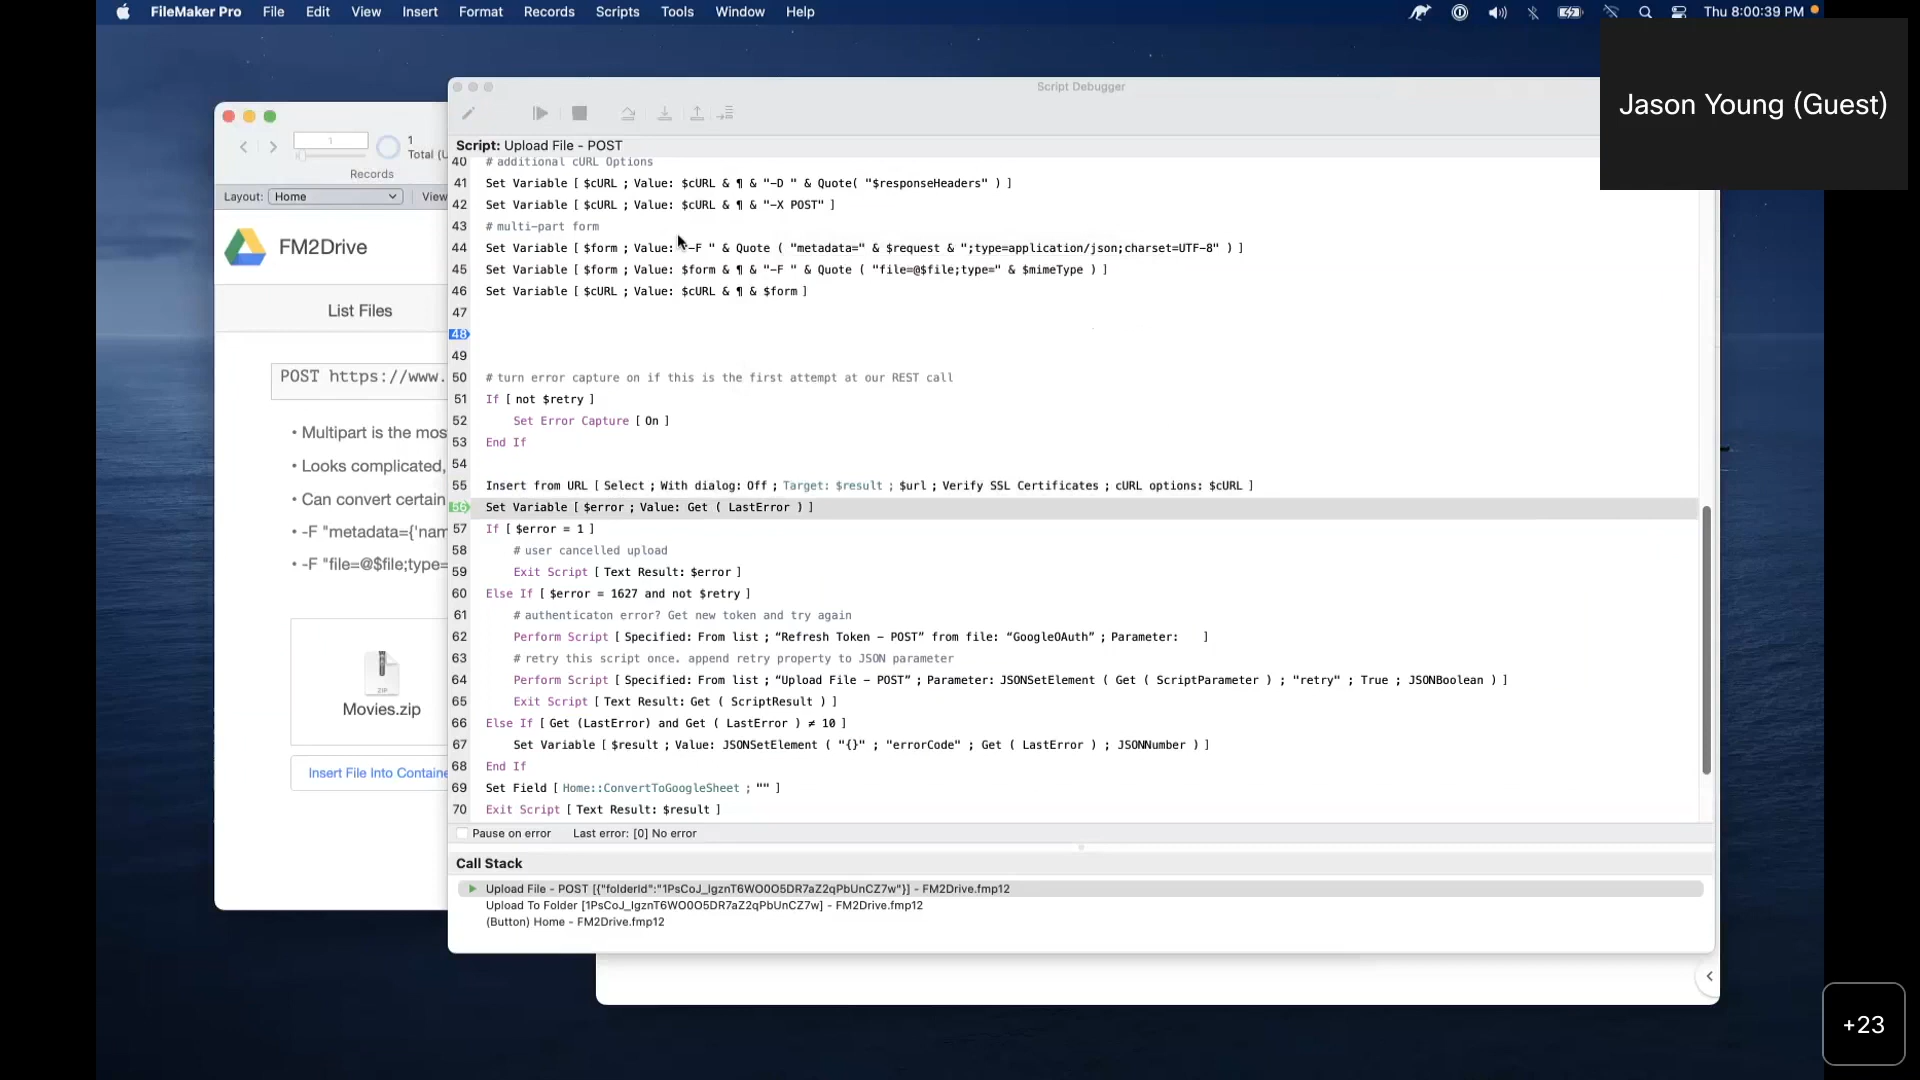 FileMaker Pro File Edit View Insert Format Records Scripts Tools Window Help Thu 8:00:39 PM
Jason Young (Guest)
1
1
Total (U
Records
Layout: Home View
FM2Drive
List Files
POST https://www.
• Multipart is the mos
• Looks complicated,
• Can convert certain
• -F "metadata={'nam
• -F "file=@$file;type=
ZIP
Movies.zip
Insert File Into Containe
Script Debugger
Script: Upload File - POST
40 # additional cURL Options
41 Set Variable [ $cURL ; Value: $cURL & ¶ & "-D " & Quote( "$responseHeaders" ) ]
42 Set Variable [ $cURL ; Value: $cURL & ¶ & "-X POST" ]
43 # multi-part form
44 Set Variable [ $form ; Value: "-F " & Quote ( "metadata=" & $request & ";type=application/json;charset=UTF-8" ) ]
45 Set Variable [ $form ; Value: $form & ¶ & "-F " & Quote ( "file=@$file;type=" & $mimeType ) ]
46 Set Variable [ $cURL ; Value: $cURL & ¶ & $form ]
47
48
49
50 # turn error capture on if this is the first attempt at our REST call
51 If [ not $retry ]
52 Set Error Capture [ On ]
53 End If
54
55 Insert from URL [ Select ; With dialog: Off ; Target: $result ; $url ; Verify SSL Certificates ; cURL options: $cURL ]
56 Set Variable [ $error ; Value: Get ( LastError ) ]
57 If [ $error = 1 ]
58 # user cancelled upload
59 Exit Script [ Text Result: $error ]
60 Else If [ $error = 1627 and not $retry ]
61 # authenticaton error? Get new token and try again
62 Perform Script [ Specified: From list ; “Refresh Token - POST” from file: “GoogleOAuth” ; Parameter: ]
63 # retry this script once. append retry property to JSON parameter
64 Perform Script [ Specified: From list ; “Upload File - POST” ; Parameter: JSONSetElement ( Get ( ScriptParameter ) ; "retry" ; True ; JSONBoolean ) ]
65 Exit Script [ Text Result: Get ( ScriptResult ) ]
66 Else If [ Get (LastError) and Get ( LastError ) ≠ 10 ]
67 Set Variable [ $result ; Value: JSONSetElement ( "{}" ; "errorCode" ; Get ( LastError ) ; JSONNumber ) ]
68 End If
69 Set Field [ Home::ConvertToGoogleSheet ; "" ]
70 Exit Script [ Text Result: $result ]
Pause on error Last error: [0] No error
Call Stack
Upload File - POST [{"folderId":"1PsCoJ_IgznT6WO0O5DR7aZ2qPbUnCZ7w"}] - FM2Drive.fmp12
Upload To Folder [1PsCoJ_IgznT6WO0O5DR7aZ2qPbUnCZ7w] - FM2Drive.fmp12
(Button) Home - FM2Drive.fmp12
+23